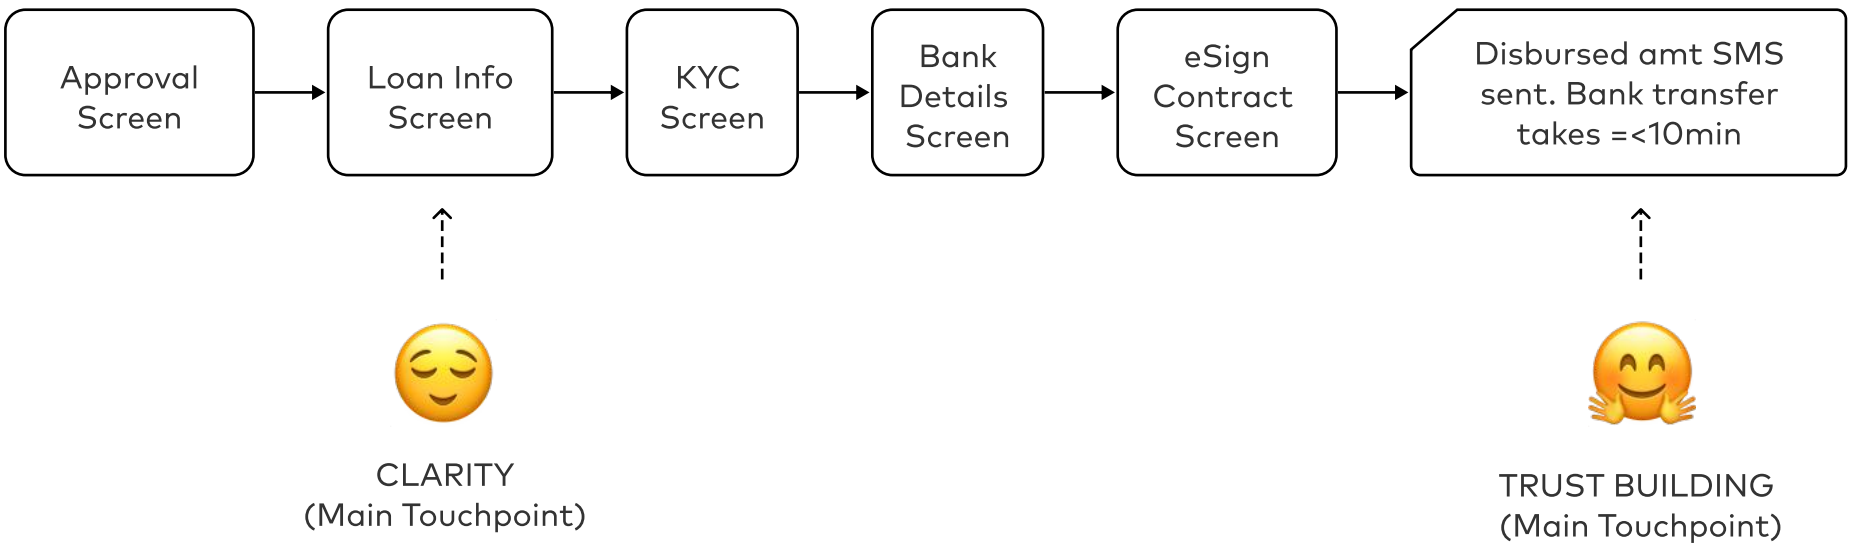 Approval
Screen
Loan Info
Screen
KYC
Screen
Bank
Details
Screen
eSign
Contract
Screen
Disbursed amt SMS
sent. Bank transfer
takes =<10min
CLARITY
(Main Touchpoint)
TRUST BUILDING
(Main Touchpoint)